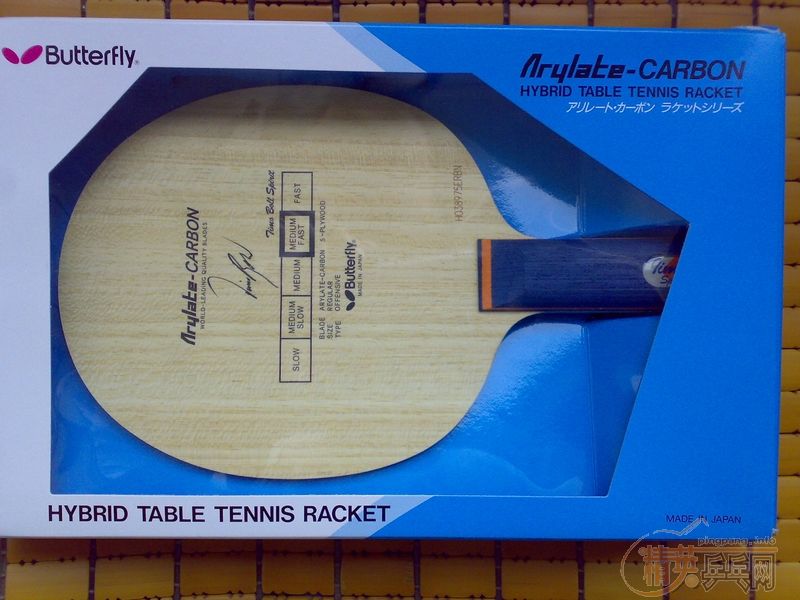 Butterfly
Arylate-CARBON
HYBRID TABLE TENNIS RACKET
アリレート・カーボン ラケットシリーズ
Arylate-CARBON
WORLD-LEADING QUALITY BLADES
Timo Boll Spirit
SLOW
MEDIUM SLOW
MEDIUM
MEDIUM FAST
FAST
BLADE ARYLATE-CARBON 5-PLYWOOD
SIZE REGULAR
TYPE OFFENSIVE
Butterfly
MADE IN JAPAN
H038975ERBN
HYBRID TABLE TENNIS RACKET
MADE IN JAPAN
pingpang.info
精英乒乓网